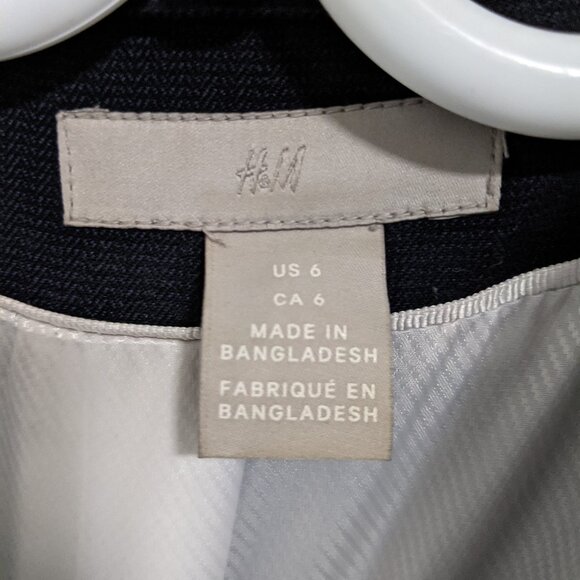 H&M
US 6
CA 6
MADE IN
BANGLADESH
FABRIQUÉ EN
BANGLADESH